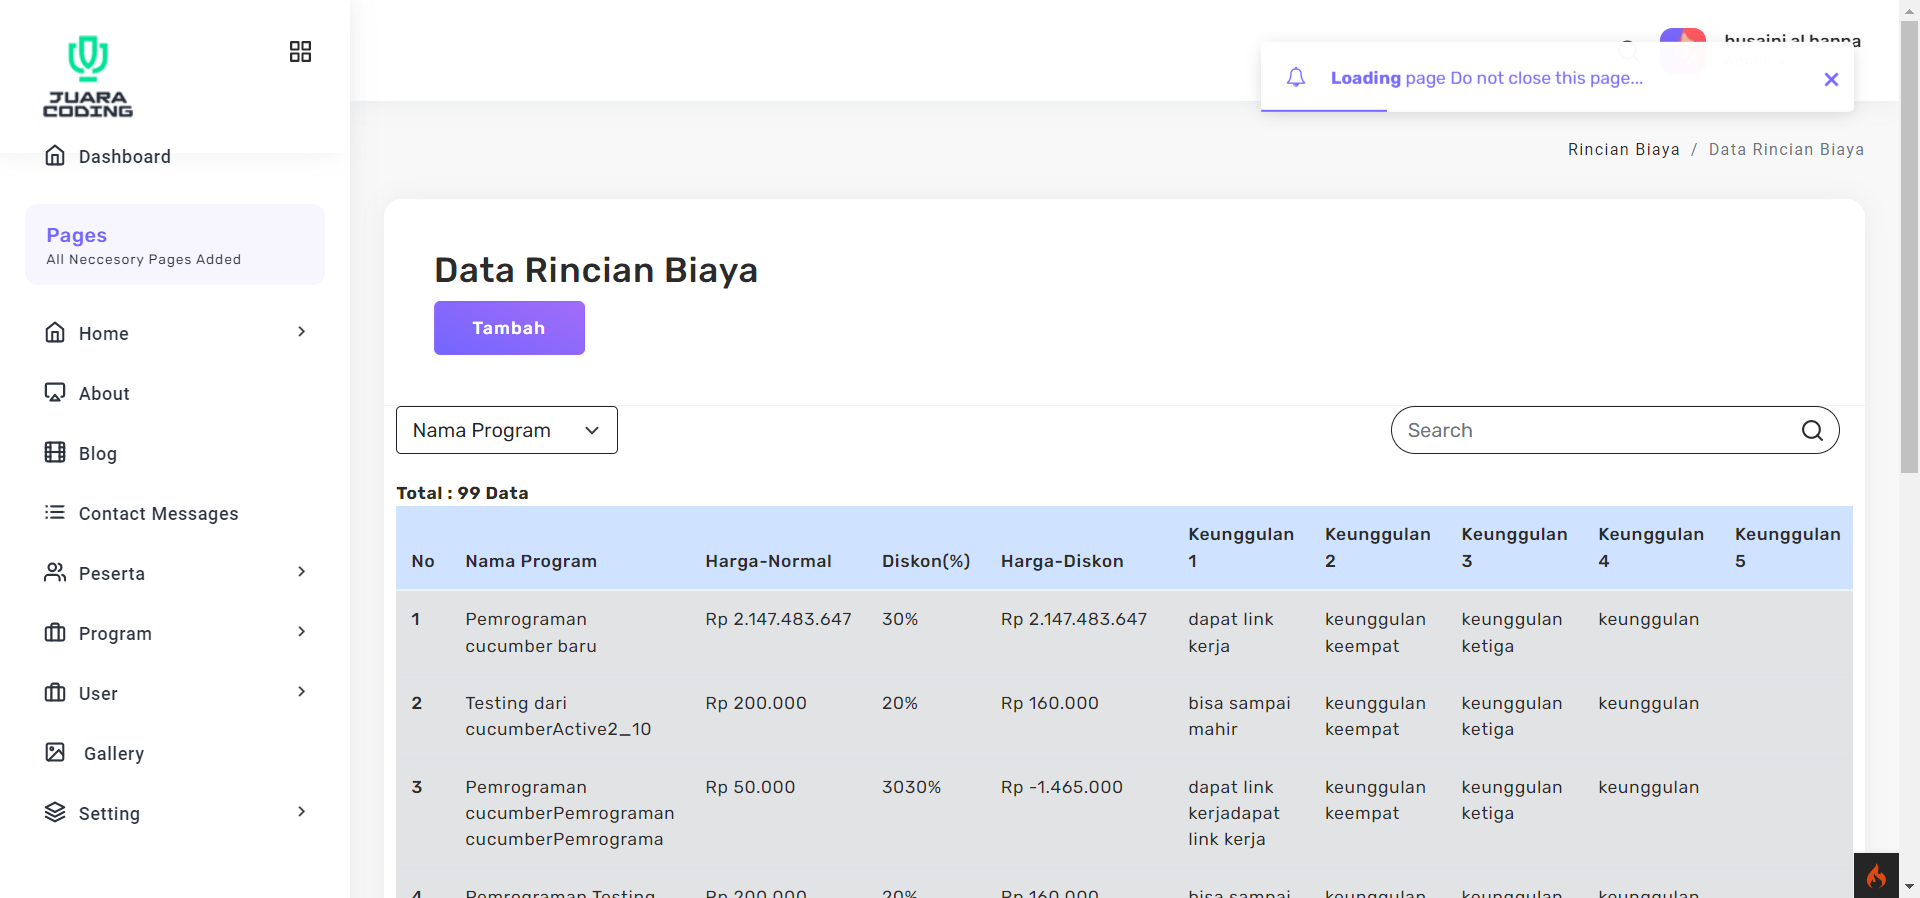 JUARA
CODING
Dashboard
Pages
All Neccesory Pages Added
Home
About
Blog
Contact Messages
Peserta
Program
User
Gallery
Setting
husaini al banna
Loading page Do not close this page...
Rincian Biaya / Data Rincian Biaya
Data Rincian Biaya
Tambah
Nama Program
Search
Total : 99 Data
No Nama Program Harga-Normal Diskon(%) Harga-Diskon Keunggulan 1 Keunggulan 2 Keunggulan 3 Keunggulan 4 Keunggulan 5
1 Pemrograman Rp 2.147.483.647 30% Rp 2.147.483.647 dapat link keunggulan keunggulan keunggulan
cucumber baru kerja keempat ketiga
2 Testing dari Rp 200.000 20% Rp 160.000 bisa sampai keunggulan keunggulan keunggulan
cucumberActive2_10 mahir keempat ketiga
3 Pemrograman Rp 50.000 3030% Rp -1.465.000 dapat link keunggulan keunggulan keunggulan
cucumberPemrograman kerjadapat keempat ketiga
cucumberPemrograma link kerja
4 Pemrograman Testing Rp 200.000 20% Rp 160.000 bisa sampai keunggulan keunggulan keunggulan